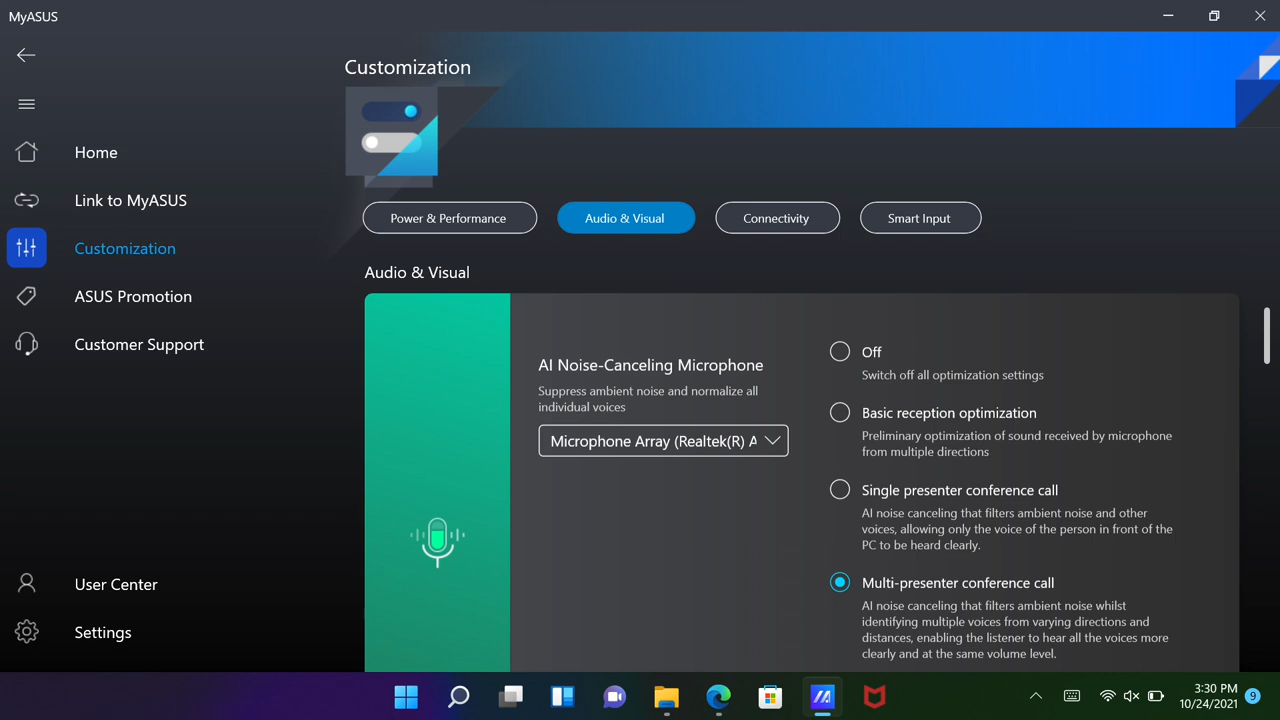 MyASUS
Customization
Home
Link to MyASUS
Customization
ASUS Promotion
Customer Support
User Center
Settings
Power & Performance
Audio & Visual
Connectivity
Smart Input
Audio & Visual
AI Noise-Canceling Microphone
Suppress ambient noise and normalize all
individual voices
Microphone Array (Realtek(R) A
Off
Switch off all optimization settings
Basic reception optimization
Preliminary optimization of sound received by microphone
from multiple directions
Single presenter conference call
AI noise canceling that filters ambient noise and other
voices, allowing only the voice of the person in front of the
PC to be heard clearly.
Multi-presenter conference call
AI noise canceling that filters ambient noise whilst
identifying multiple voices from varying directions and
distances, enabling the listener to hear all the voices more
clearly and at the same volume level.
3:30 PM
10/24/2021
9